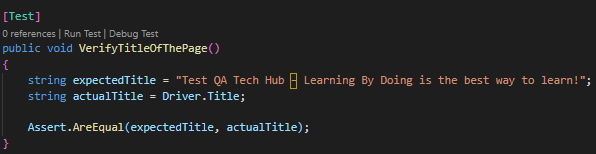 [Test]
0 references | Run Test | Debug Test
public void VerifyTitleOfThePage()
{
string expectedTitle = "Test QA Tech Hub – Learning By Doing is the best way to learn!";
string actualTitle = Driver.Title;
Assert.AreEqual(expectedTitle, actualTitle);
}